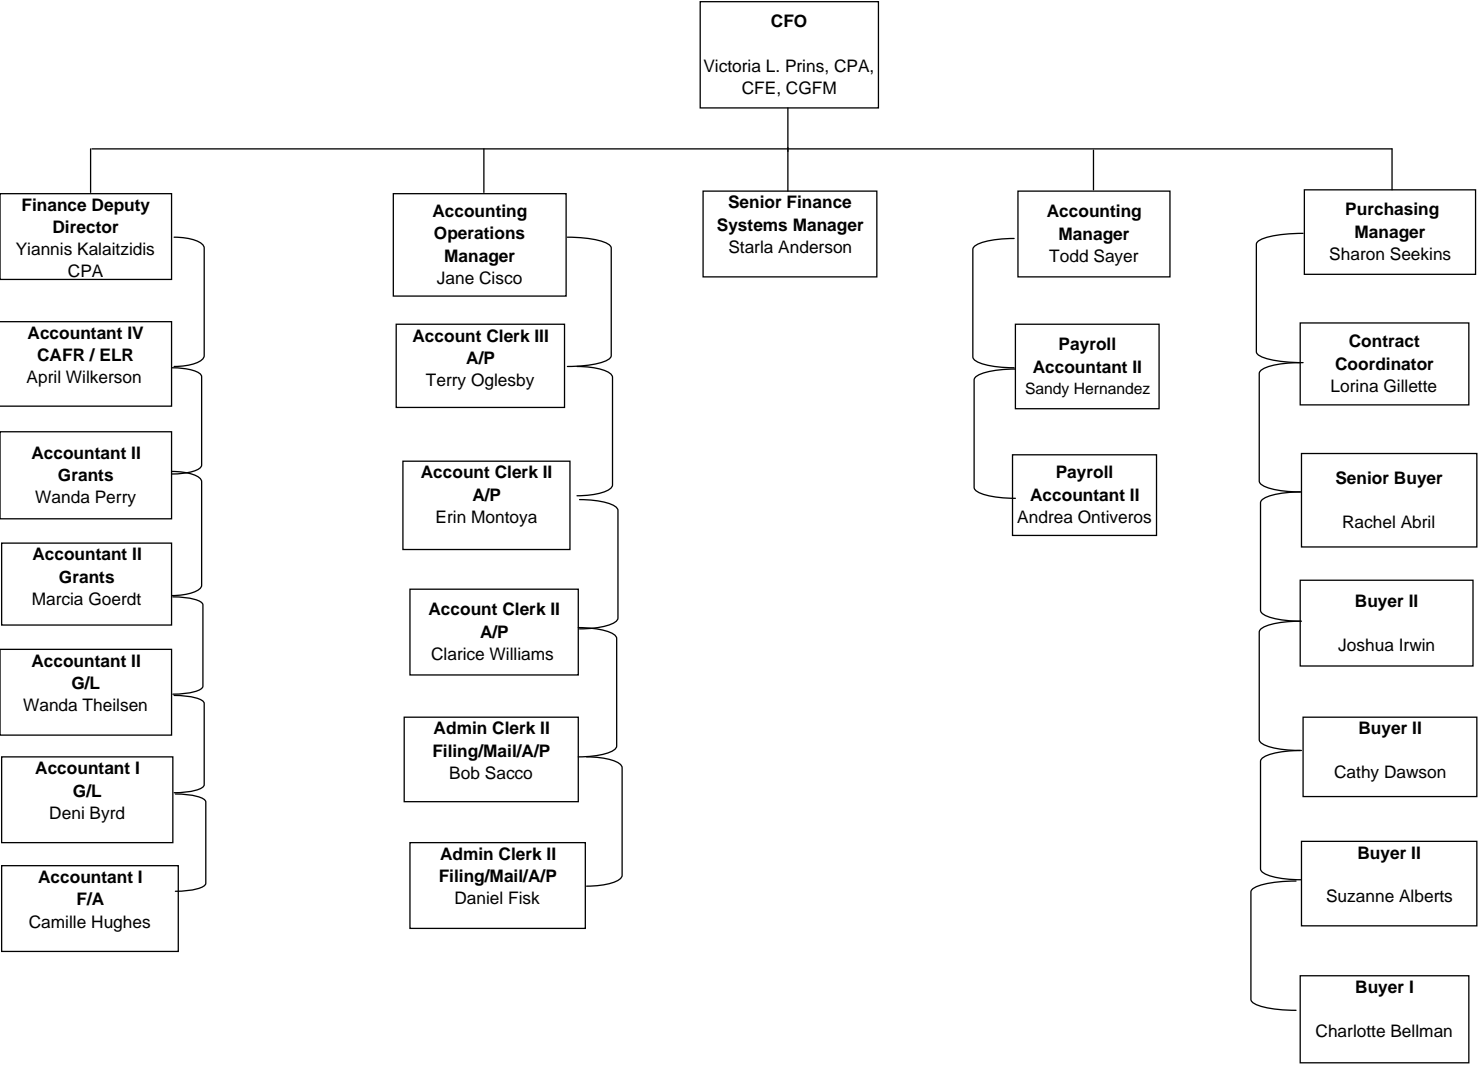 CFO
Victoria L. Prins, CPA,
CFE, CGFM
Finance Deputy
Director
Yiannis Kalaitzidis
CPA
Accountant IV
CAFR / ELR
April Wilkerson
Accountant II
Grants
Wanda Perry
Accountant II
Grants
Marcia Goerdt
Accountant II
G/L
Wanda Theilsen
Accountant I
G/L
Deni Byrd
Accountant I
F/A
Camille Hughes
Accounting
Operations
Manager
Jane Cisco
Account Clerk III
A/P
Terry Oglesby
Account Clerk II
A/P
Erin Montoya
Account Clerk II
A/P
Clarice Williams
Admin Clerk II
Filing/Mail/A/P
Bob Sacco
Admin Clerk II
Filing/Mail/A/P
Daniel Fisk
Senior Finance
Systems Manager
Starla Anderson
Accounting
Manager
Todd Sayer
Payroll
Accountant II
Sandy Hernandez
Payroll
Accountant II
Andrea Ontiveros
Purchasing
Manager
Sharon Seekins
Contract
Coordinator
Lorina Gillette
Senior Buyer
Rachel Abril
Buyer II
Joshua Irwin
Buyer II
Cathy Dawson
Buyer II
Suzanne Alberts
Buyer I
Charlotte Bellman